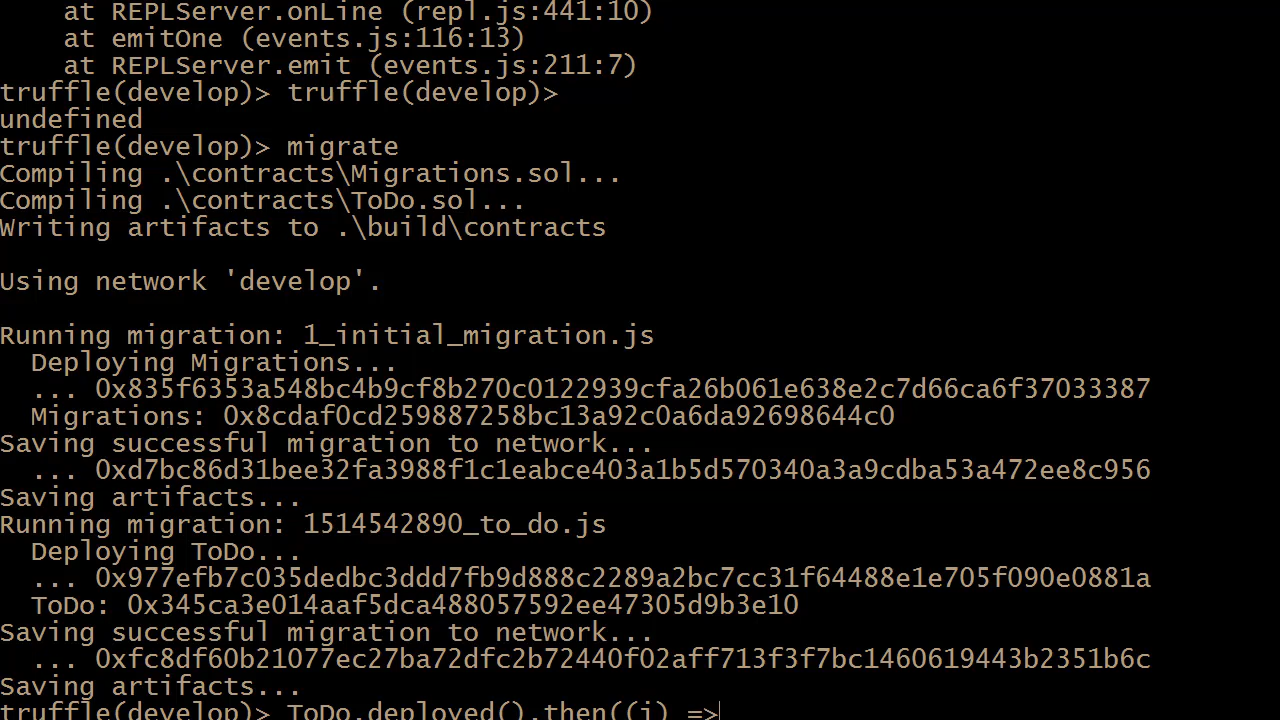 at REPLServer.onLine (repl.js:441:10)
    at emitOne (events.js:116:13)
    at REPLServer.emit (events.js:211:7)
truffle(develop)> truffle(develop)>
undefined
truffle(develop)> migrate
Compiling .\contracts\Migrations.sol...
Compiling .\contracts\ToDo.sol...
Writing artifacts to .\build\contracts

Using network 'develop'.

Running migration: 1_initial_migration.js
  Deploying Migrations...
  ... 0x835f6353a548bc4b9cf8b270c0122939cfa26b061e638e2c7d66ca6f37033387
  Migrations: 0x8cdaf0cd259887258bc13a92c0a6da92698644c0
Saving successful migration to network...
  ... 0xd7bc86d31bee32fa3988f1c1eabce403a1b5d570340a3a9cdba53a472ee8c956
Saving artifacts...
Running migration: 1514542890_to_do.js
  Deploying ToDo...
  ... 0x977efb7c035dedbc3ddd7fb9d888c2289a2bc7cc31f64488e1e705f090e0881a
  ToDo: 0x345ca3e014aaf5dca488057592ee47305d9b3e10
Saving successful migration to network...
  ... 0xfc8df60b21077ec27ba72dfc2b72440f02aff713f3f7bc1460619443b2351b6c
Saving artifacts...
truffle(develop)> ToDo.deployed().then((i) =>